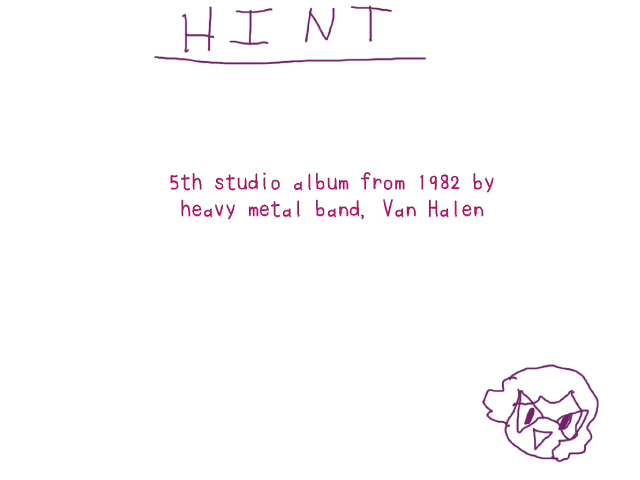 HINT
5th studio album from 1982 by
heavy metal band, Van Halen